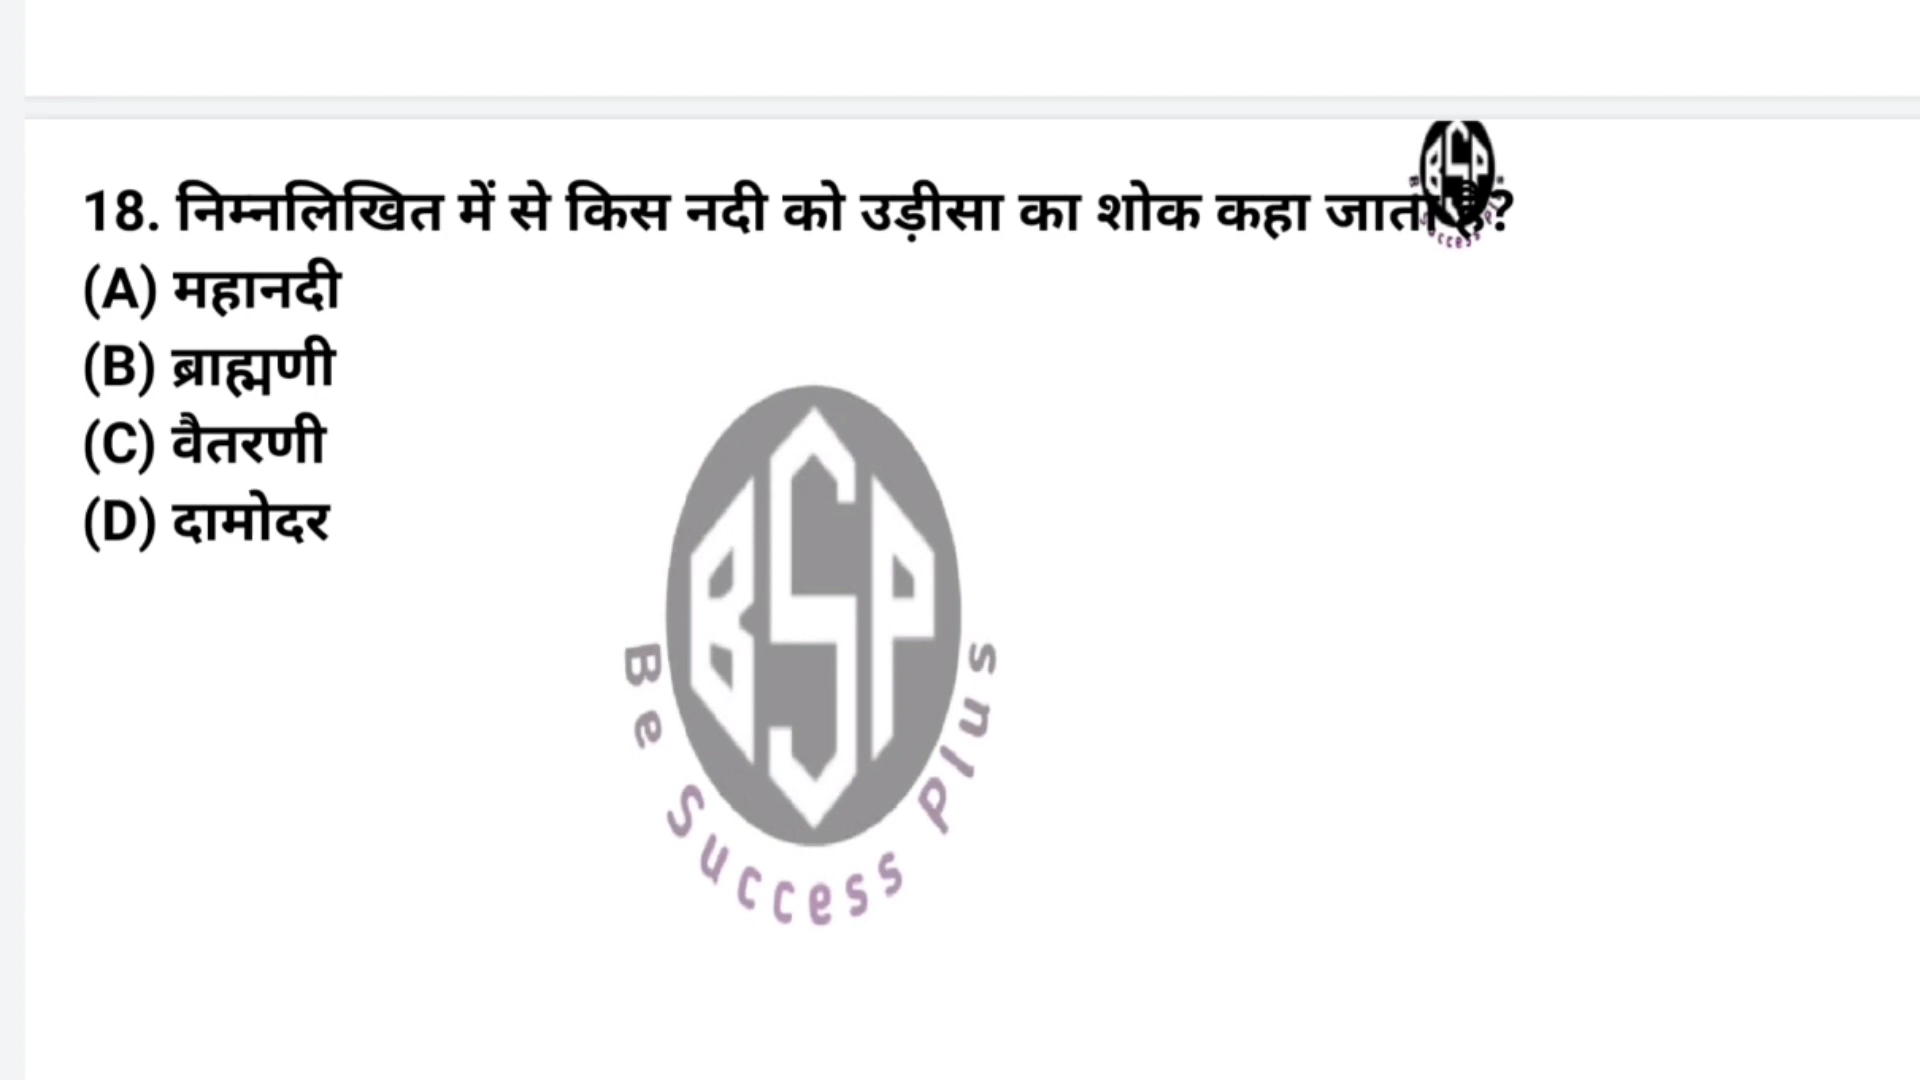 18. निम्नलिखित में से किस नदी को उड़ीसा का शोक कहा जाता है?
(A) महानदी
(B) ब्राह्मणी
(C) वैतरणी
(D) दामोदर
BSP
Be Success Plus